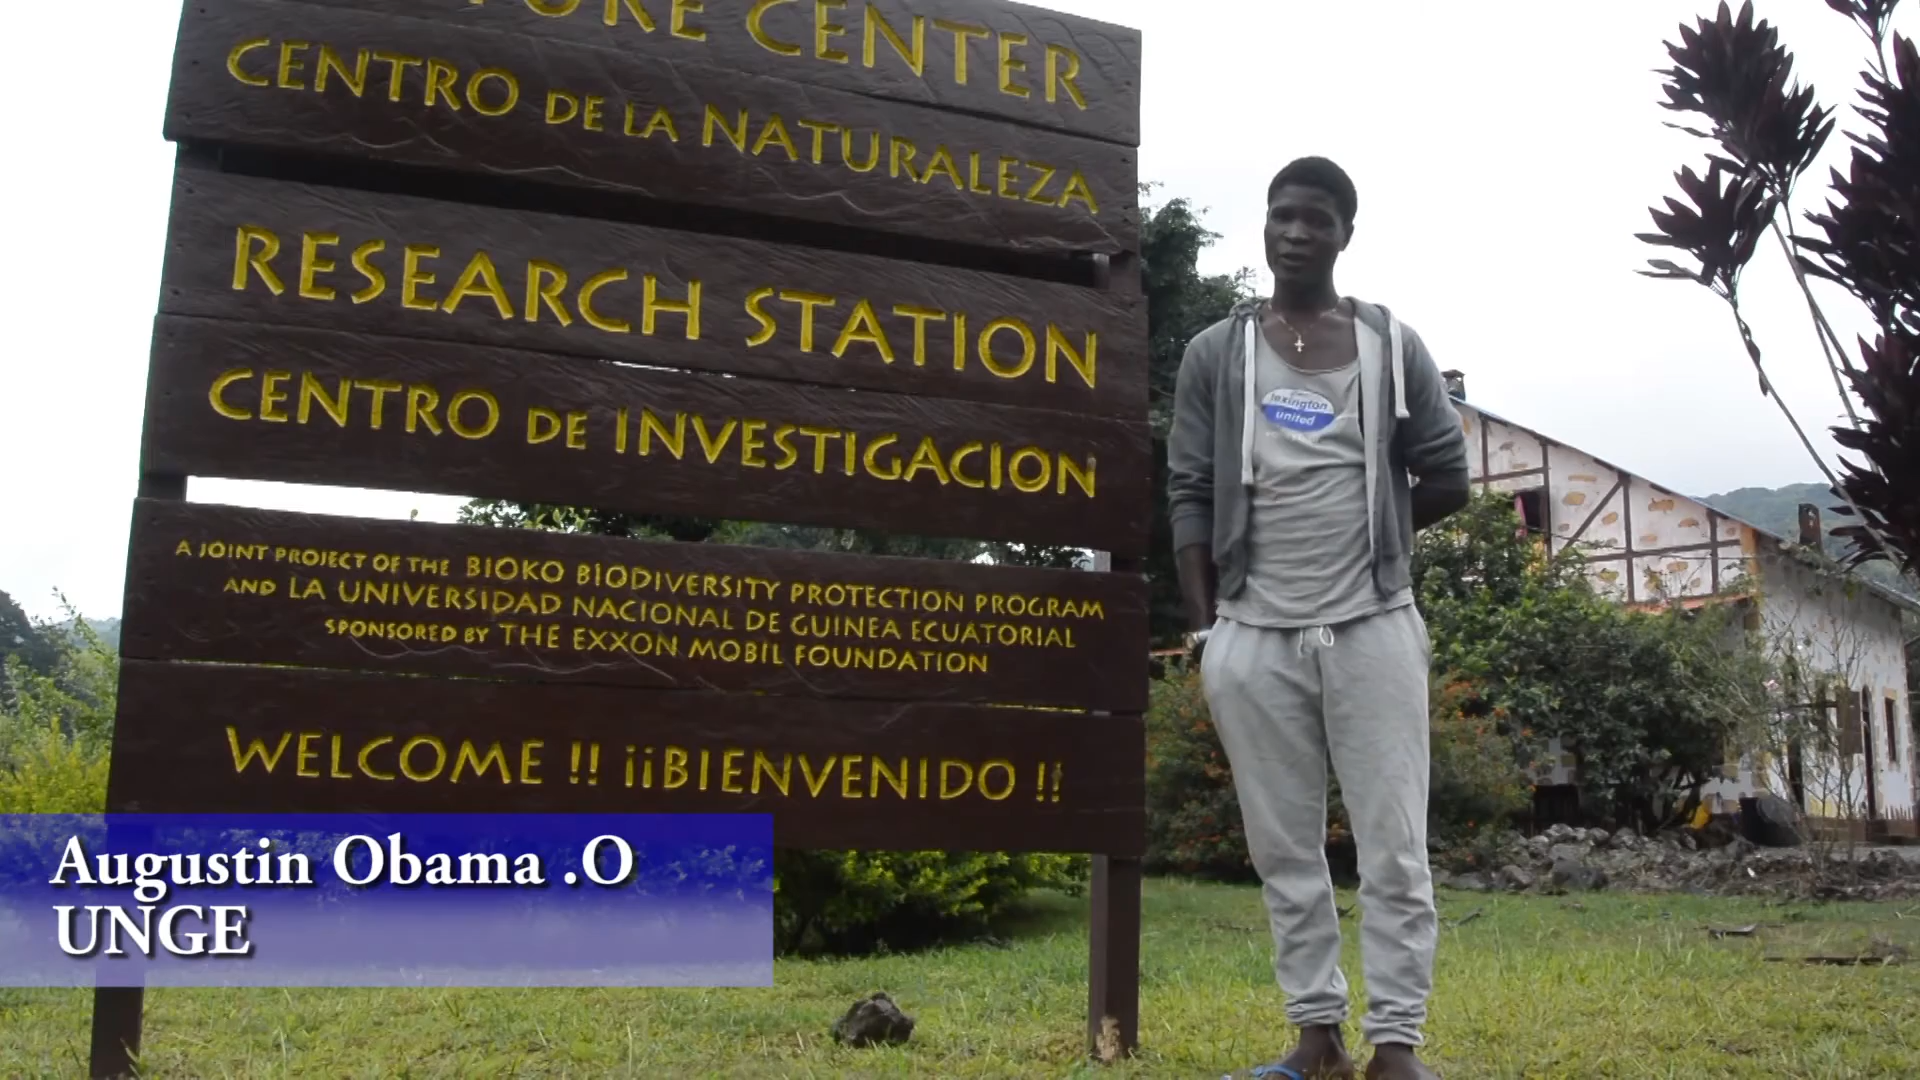 CENTER
CENTRO DE LA NATURALEZA
RESEARCH STATION
CENTRO DE INVESTIGACION
A JOINT PROJECT OF THE BIOKO BIODIVERSITY PROTECTION PROGRAM
AND LA UNIVERSIDAD NACIONAL DE GUINEA ECUATORIAL
SPONSORED BY THE EXXON MOBIL FOUNDATION
WELCOME !! ¡¡BIENVENIDO !!
lexington
united
Augustin Obama .O
UNGE